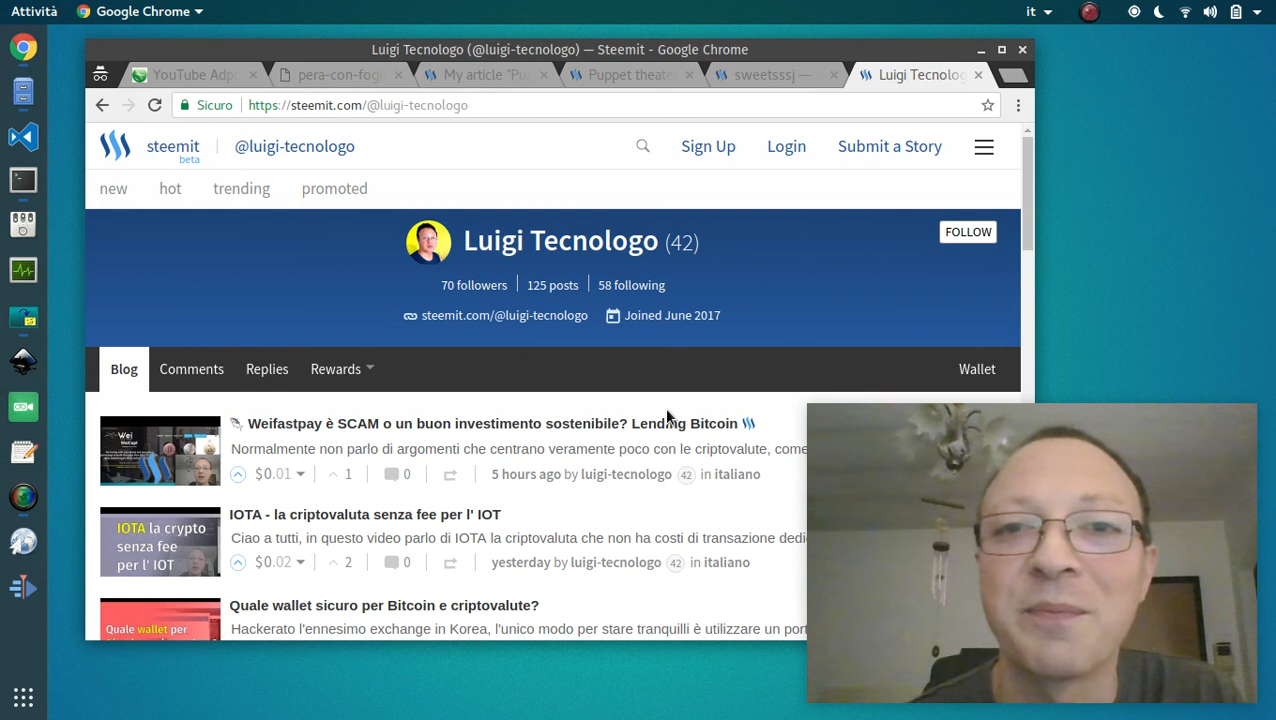 Attività Google Chrome it
Luigi Tecnologo (@luigi-tecnologo) — Steemit - Google Chrome
YouTube Adpo pera-con-fogl My article "Pu Puppet theate sweetsssj — Luigi Tecnolog
Sicuro https://steemit.com/@luigi-tecnologo
steemit @luigi-tecnologo Sign Up Login Submit a Story
beta
new hot trending promoted
Luigi Tecnologo (42) FOLLOW
70 followers 125 posts 58 following
steemit.com/@luigi-tecnologo Joined June 2017
Blog Comments Replies Rewards Wallet
Weifastpay è SCAM o un buon investimento sostenibile? Lending Bitcoin
Normalmente non parlo di argomenti che centrano veramente poco con le criptovalute, come
$0.01 1 0 5 hours ago by luigi-tecnologo 42 in italiano
IOTA la crypto
senza fee
per l' IOT
IOTA - la criptovaluta senza fee per l' IOT
Ciao a tutti, in questo video parlo di IOTA la criptovaluta che non ha costi di transazione dedi
$0.02 2 0 yesterday by luigi-tecnologo 42 in italiano
Quale wallet per
Quale wallet sicuro per Bitcoin e criptovalute?
Hackerato l'ennesimo exchange in Korea, l'unico modo per stare tranquilli è utilizzare un port